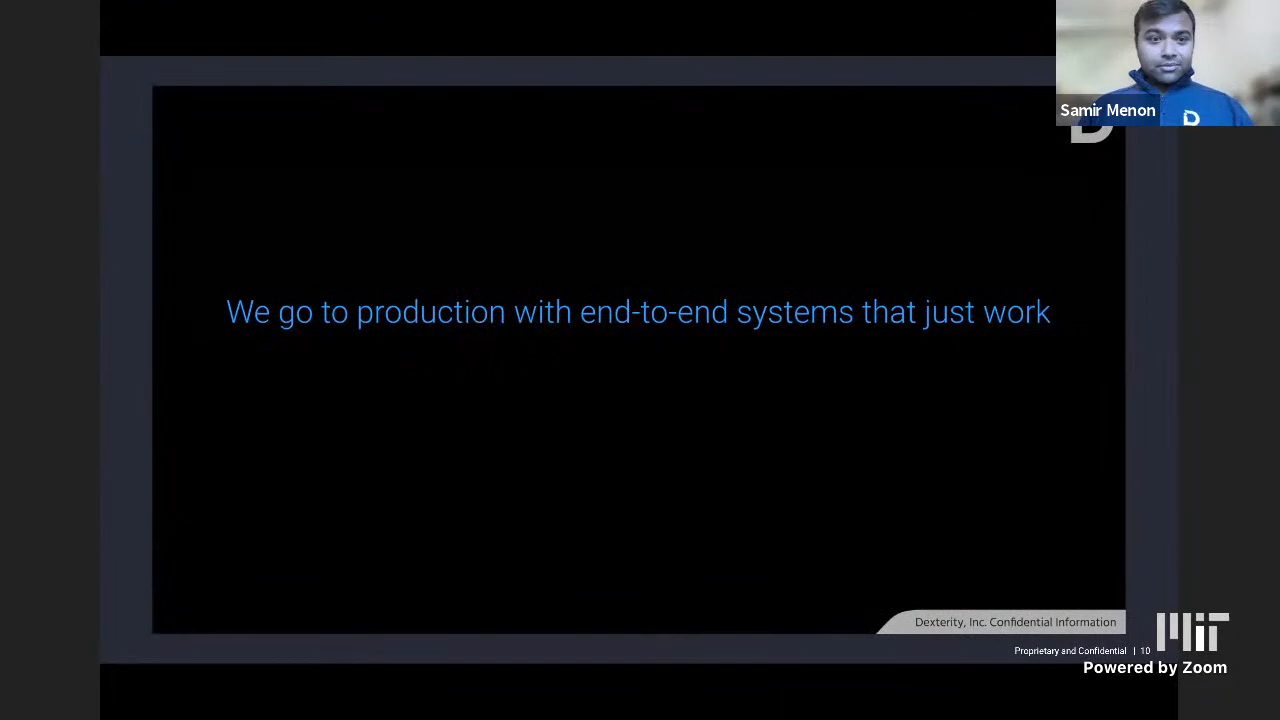 Samir Menon
D
We go to production with end-to-end systems that just work
Dexterity, Inc. Confidential Information
Proprietary and Confidential | 10
MIT
Powered by Zoom